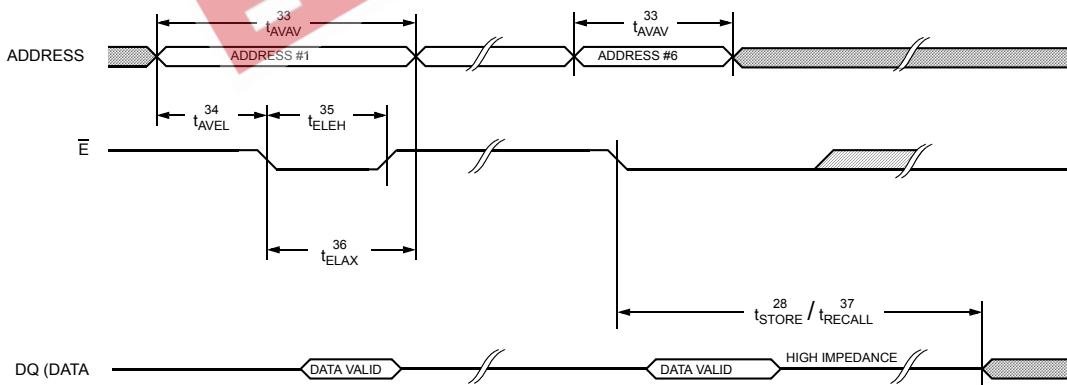 33
tAVAV
33
tAVAV
ADDRESS
ADDRESS #1
ADDRESS #6
34
tAVEL
35
tELEH
E
36
tELAX
28
tSTORE /
37
tRECALL
DQ (DATA
DATA VALID
DATA VALID
HIGH IMPEDANCE